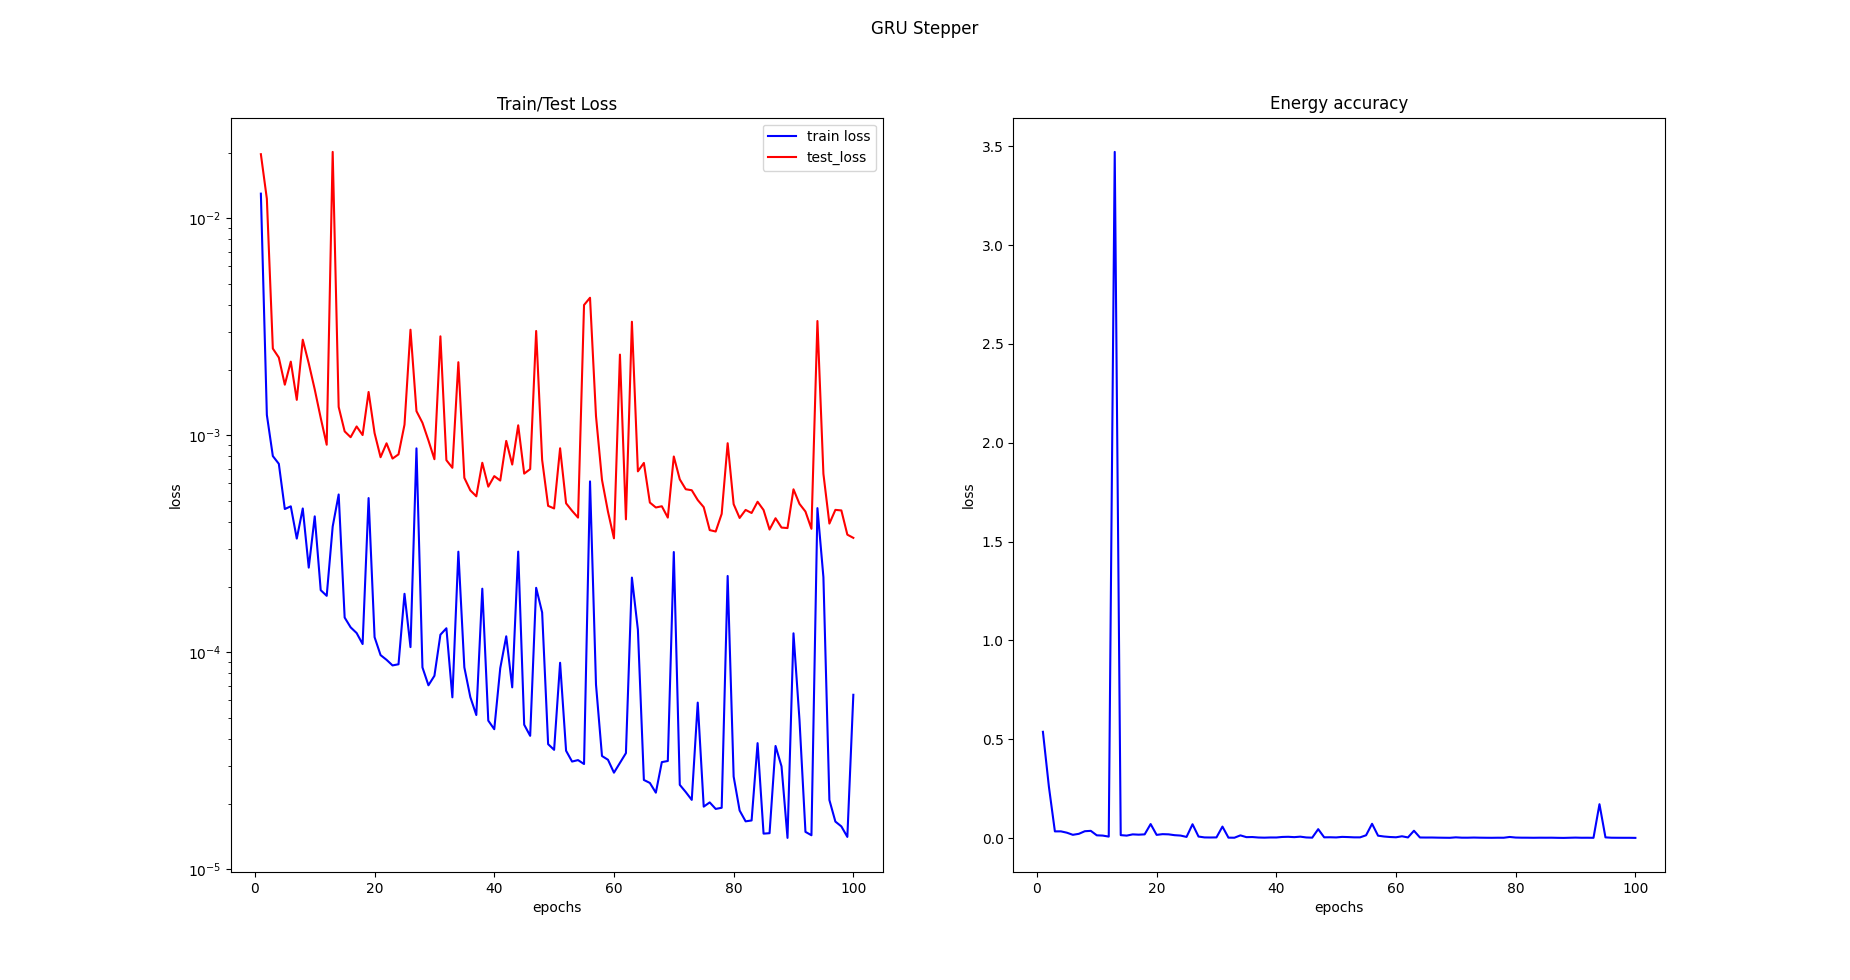 GRU Stepper
Train/Test Loss
train loss
test_loss
10⁻²
10⁻³
10⁻⁴
10⁻⁵
loss
0 20 40 60 80 100
epochs
Energy accuracy
3.5
3.0
2.5
2.0
1.5
1.0
0.5
0.0
loss
0 20 40 60 80 100
epochs